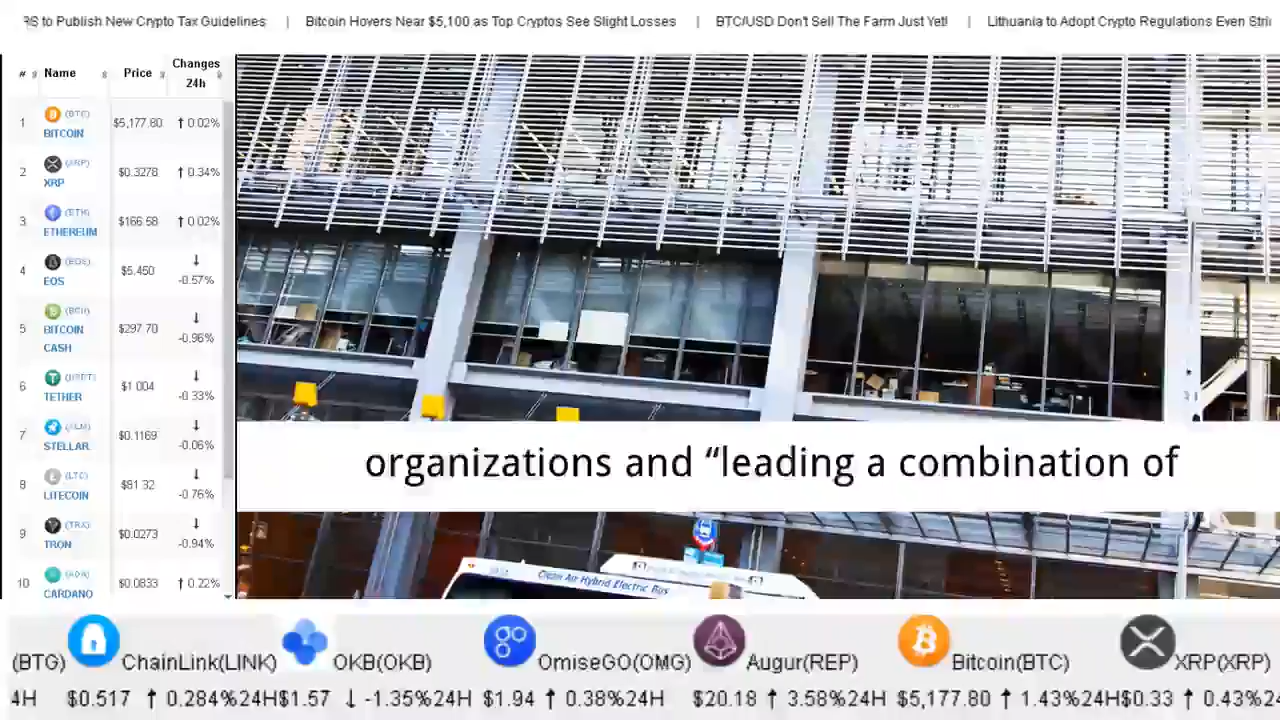 RS to Publish New Crypto Tax Guidelines | Bitcoin Hovers Near $5,100 as Top Cryptos See Slight Losses | BTC/USD Don't Sell The Farm Just Yet! | Lithuania to Adopt Crypto Regulations Even Stri
# Name Price Changes 24h
1 (BTC) BITCOIN $5,177.80 ↑ 0.02%
2 (XRP) XRP $0.3278 ↑ 0.34%
3 (ETH) ETHEREUM $166.58 ↑ 0.02%
4 (EOS) EOS $5.450 ↓ -0.57%
5 (BCH) BITCOIN CASH $297.70 ↓ -0.96%
6 (USDT) TETHER $1.004 ↓ -0.33%
7 (XLM) STELLAR $0.1169 ↓ -0.06%
8 (LTC) LITECOIN $81.32 ↓ -0.76%
9 (TRX) TRON $0.0273 ↓ -0.94%
10 (ADA) CARDANO $0.0833 ↑ 0.22%
organizations and “leading a combination of
Clean Air Hybrid Electric Bus
(BTG) ChainLink(LINK) OKB(OKB) OmiseGO(OMG) Augur(REP) Bitcoin(BTC) XRP(XRP)
4H $0.517 ↑ 0.284%24H $1.57 ↓ -1.35%24H $1.94 ↑ 0.38%24H $20.18 ↑ 3.58%24H $5,177.80 ↑ 1.43%24H $0.33 ↑ 0.43%2